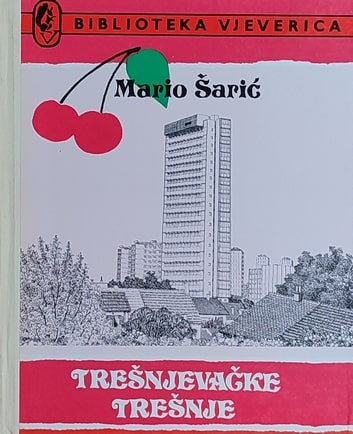 BIBLIOTEKA VJEVERICA
Mario Šarić
TREŠNJEVAČKE
TREŠNJE